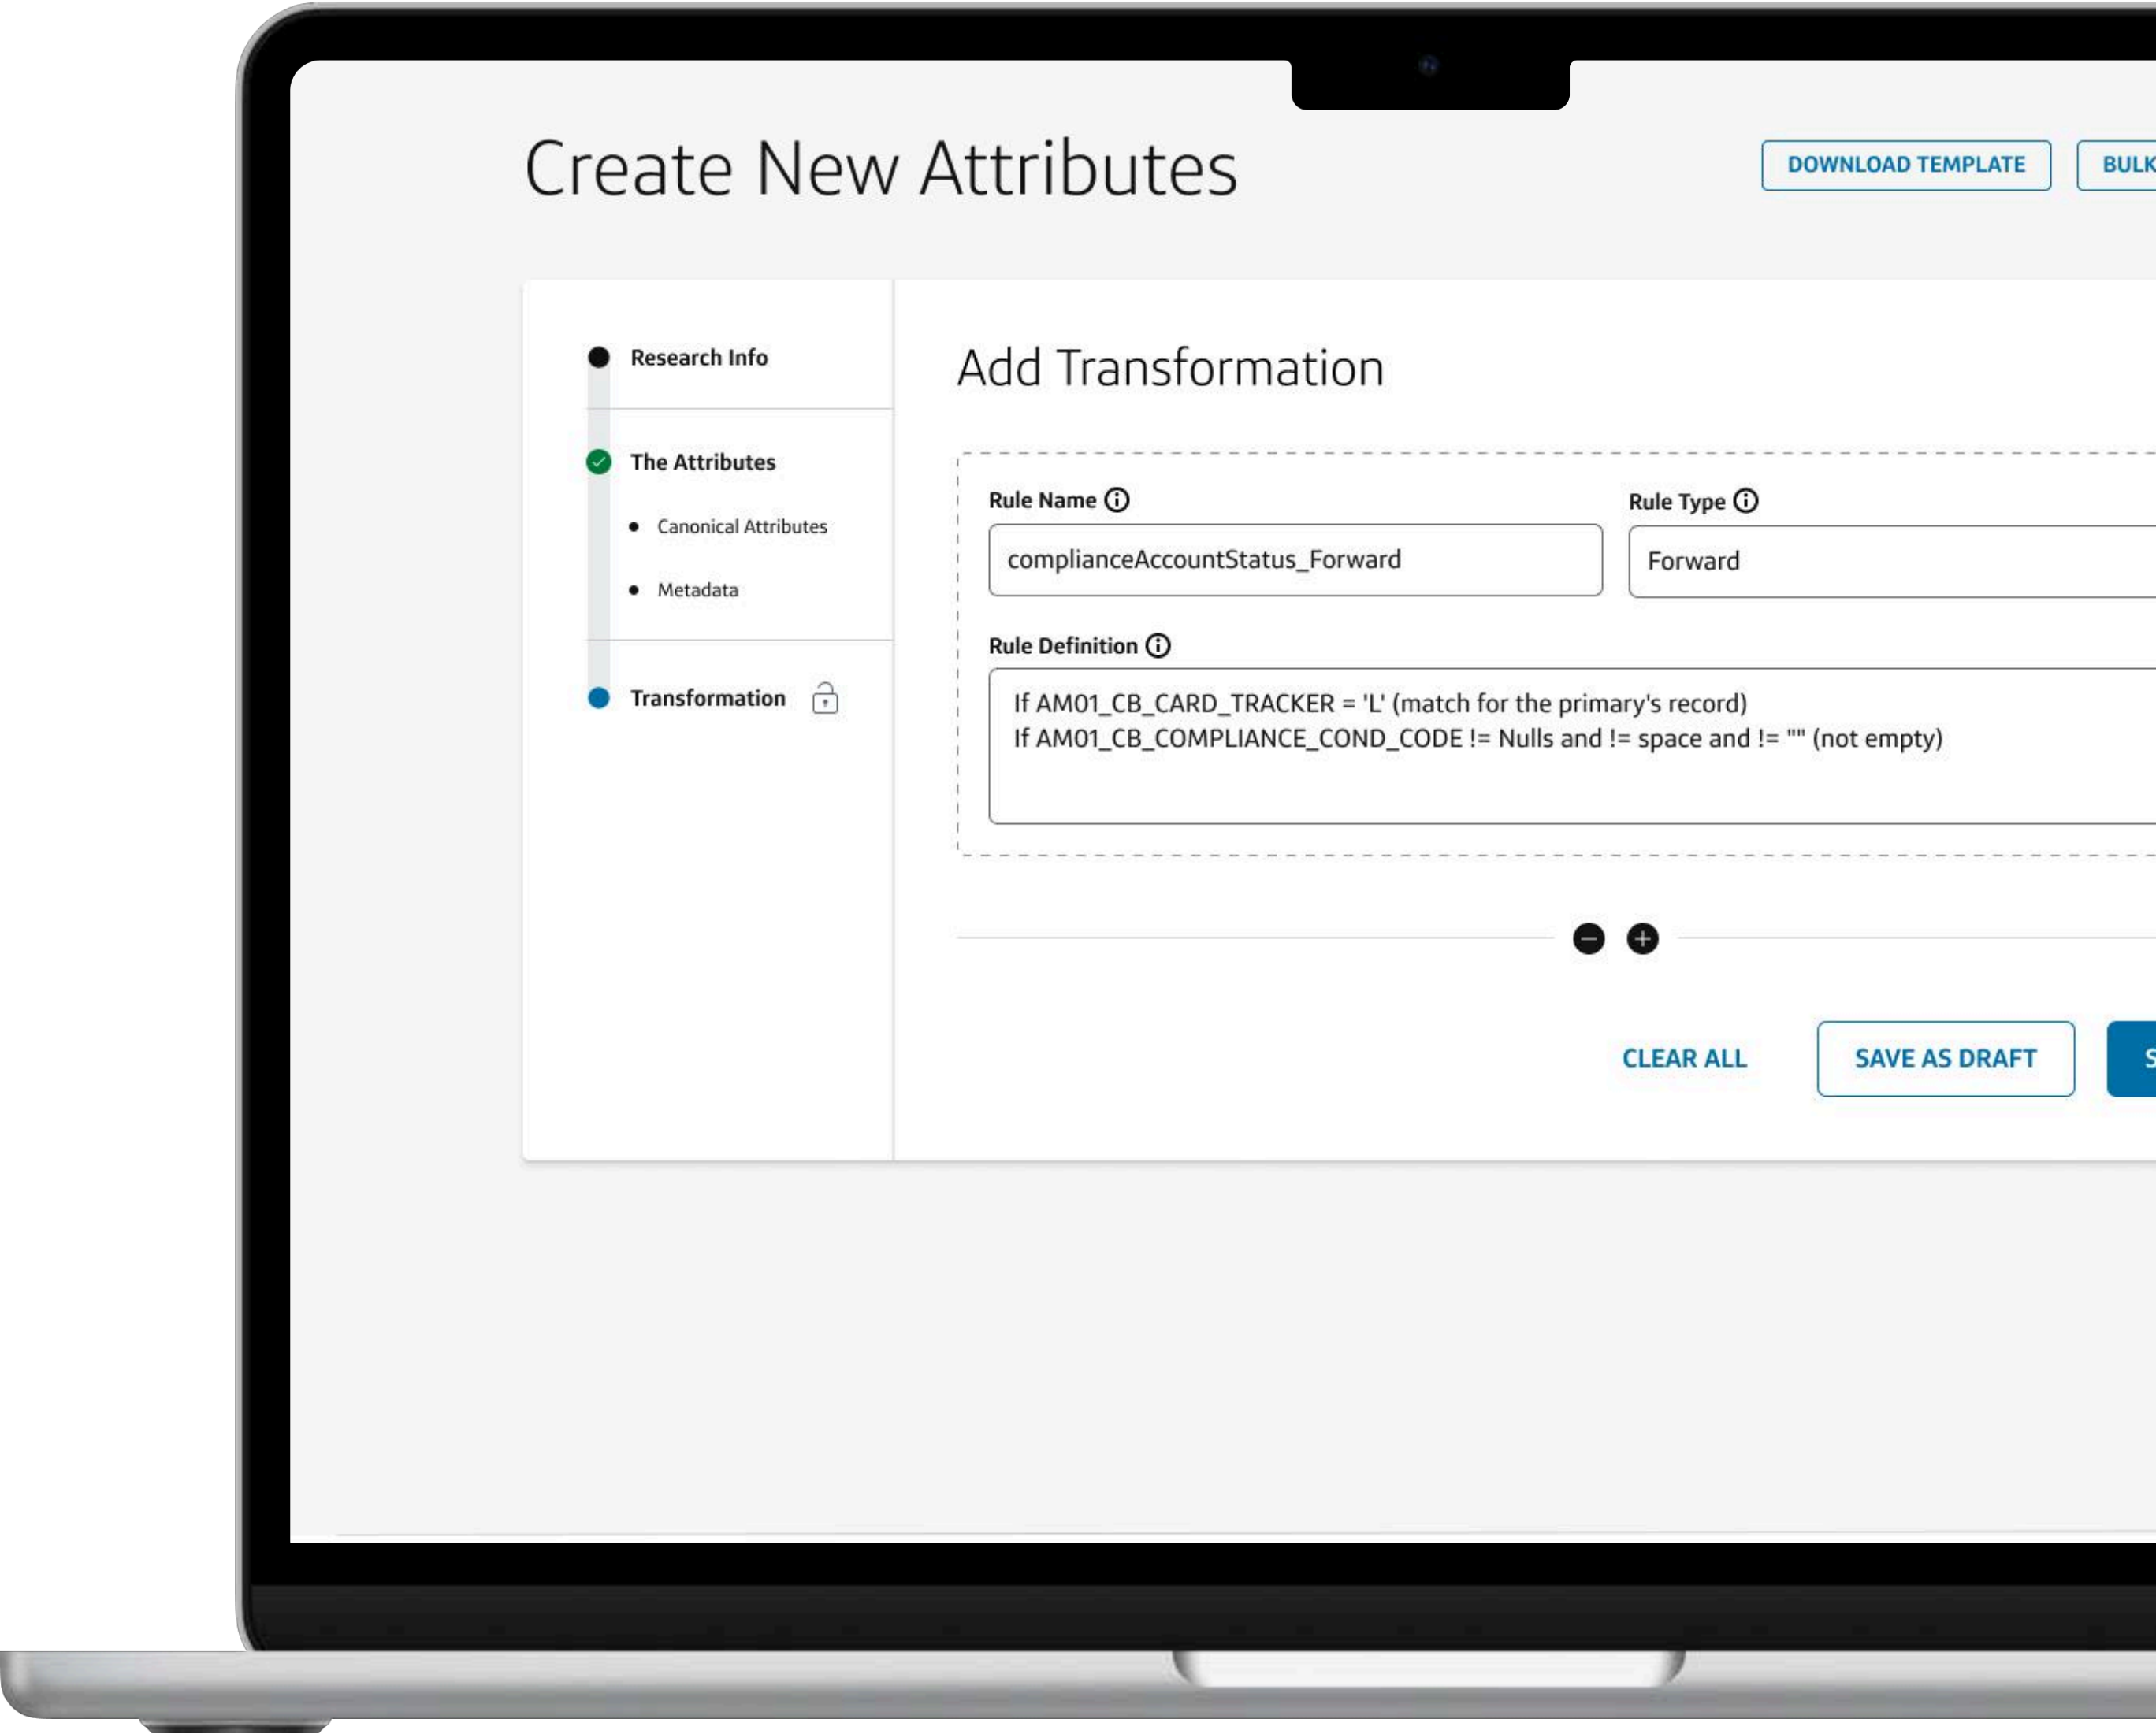 Create New Attributes
DOWNLOAD TEMPLATE
BULK
Research Info
The Attributes
Canonical Attributes
Metadata
Transformation
Add Transformation
Rule Name
complianceAccountStatus_Forward
Rule Type
Forward
Rule Definition
If AM01_CB_CARD_TRACKER = 'L' (match for the primary's record)
If AM01_CB_COMPLIANCE_COND_CODE != Nulls and != space and != "" (not empty)
CLEAR ALL
SAVE AS DRAFT